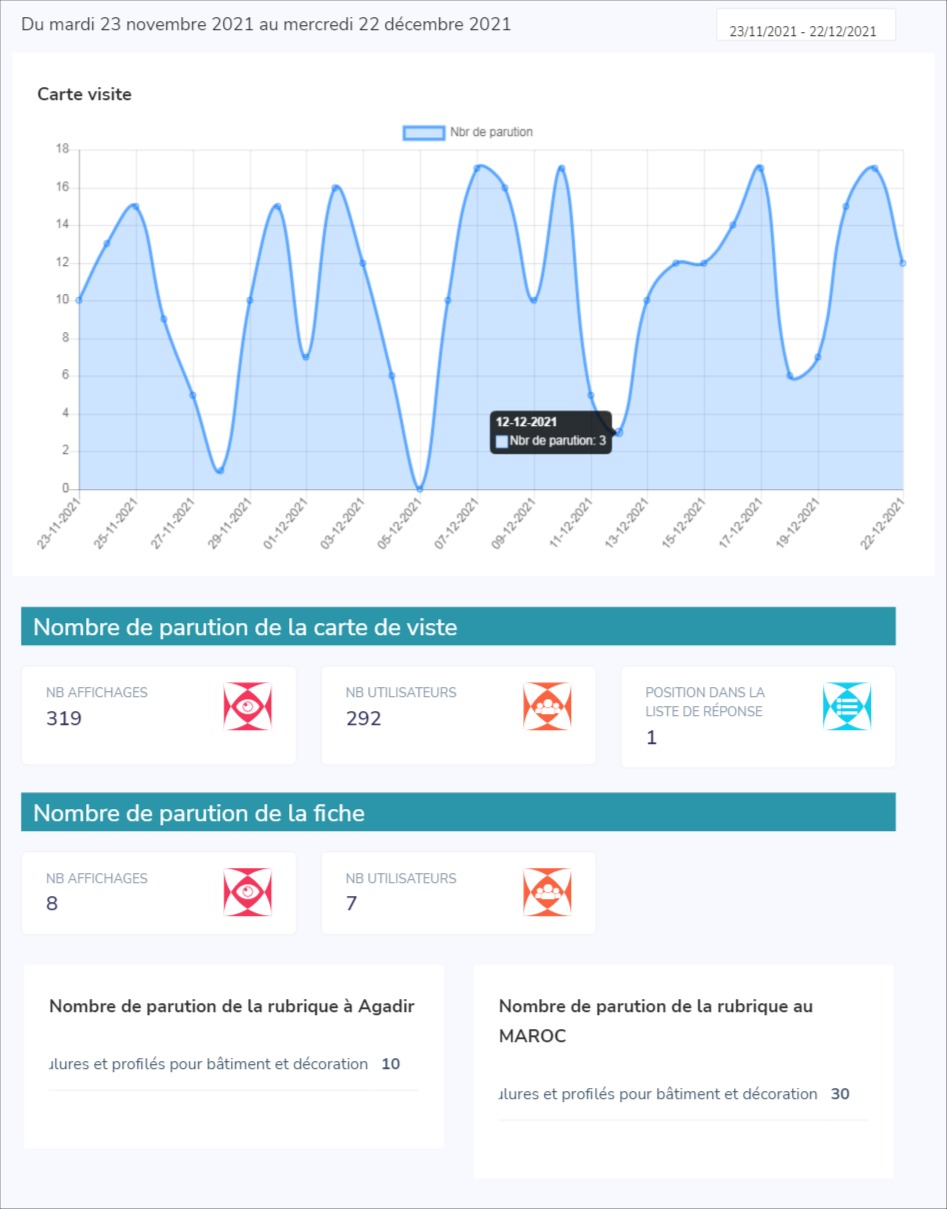 Du mardi 23 novembre 2021 au mercredi 22 décembre 2021
23/11/2021 - 22/12/2021
Carte visite
Nbr de parution
18
16
14
12
10
8
6
4
2
0
12-12-2021
Nbr de parution: 3
23-11-2021
25-11-2021
27-11-2021
29-11-2021
01-12-2021
03-12-2021
05-12-2021
07-12-2021
09-12-2021
11-12-2021
13-12-2021
15-12-2021
17-12-2021
19-12-2021
22-12-2021
Nombre de parution de la carte de viste
NB AFFICHAGES
319
NB UTILISATEURS
292
POSITION DANS LA
LISTE DE RÉPONSE
1
Nombre de parution de la fiche
NB AFFICHAGES
8
NB UTILISATEURS
7
Nombre de parution de la rubrique à Agadir
lures et profilés pour bâtiment et décoration 10
Nombre de parution de la rubrique au
MAROC
lures et profilés pour bâtiment et décoration 30